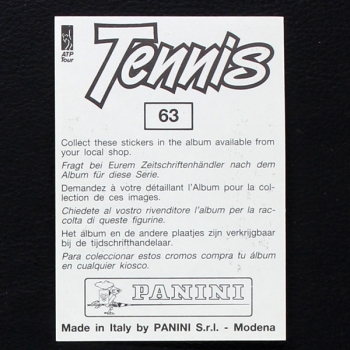 ATP
Tour
Tennis
63
Collect these stickers in the album available from
your local shop.
Fragt bei Eurem Zeitschriftenhändler nach dem
Album für diese Serie.
Demandez à votre détaillant l'Album pour la col-
lection de ces images.
Chiedete al vostro rivenditore l'album per la rac-
colta di queste figurine.
Het álbum en de andere plaatjes zijn verkrijgbaar
bij de tijdschrifthandelaar.
Para coleccionar estos cromos compra tu álbum
en cualquier kiosco.
PANINI
Made in Italy by PANINI S.r.l. - Modena